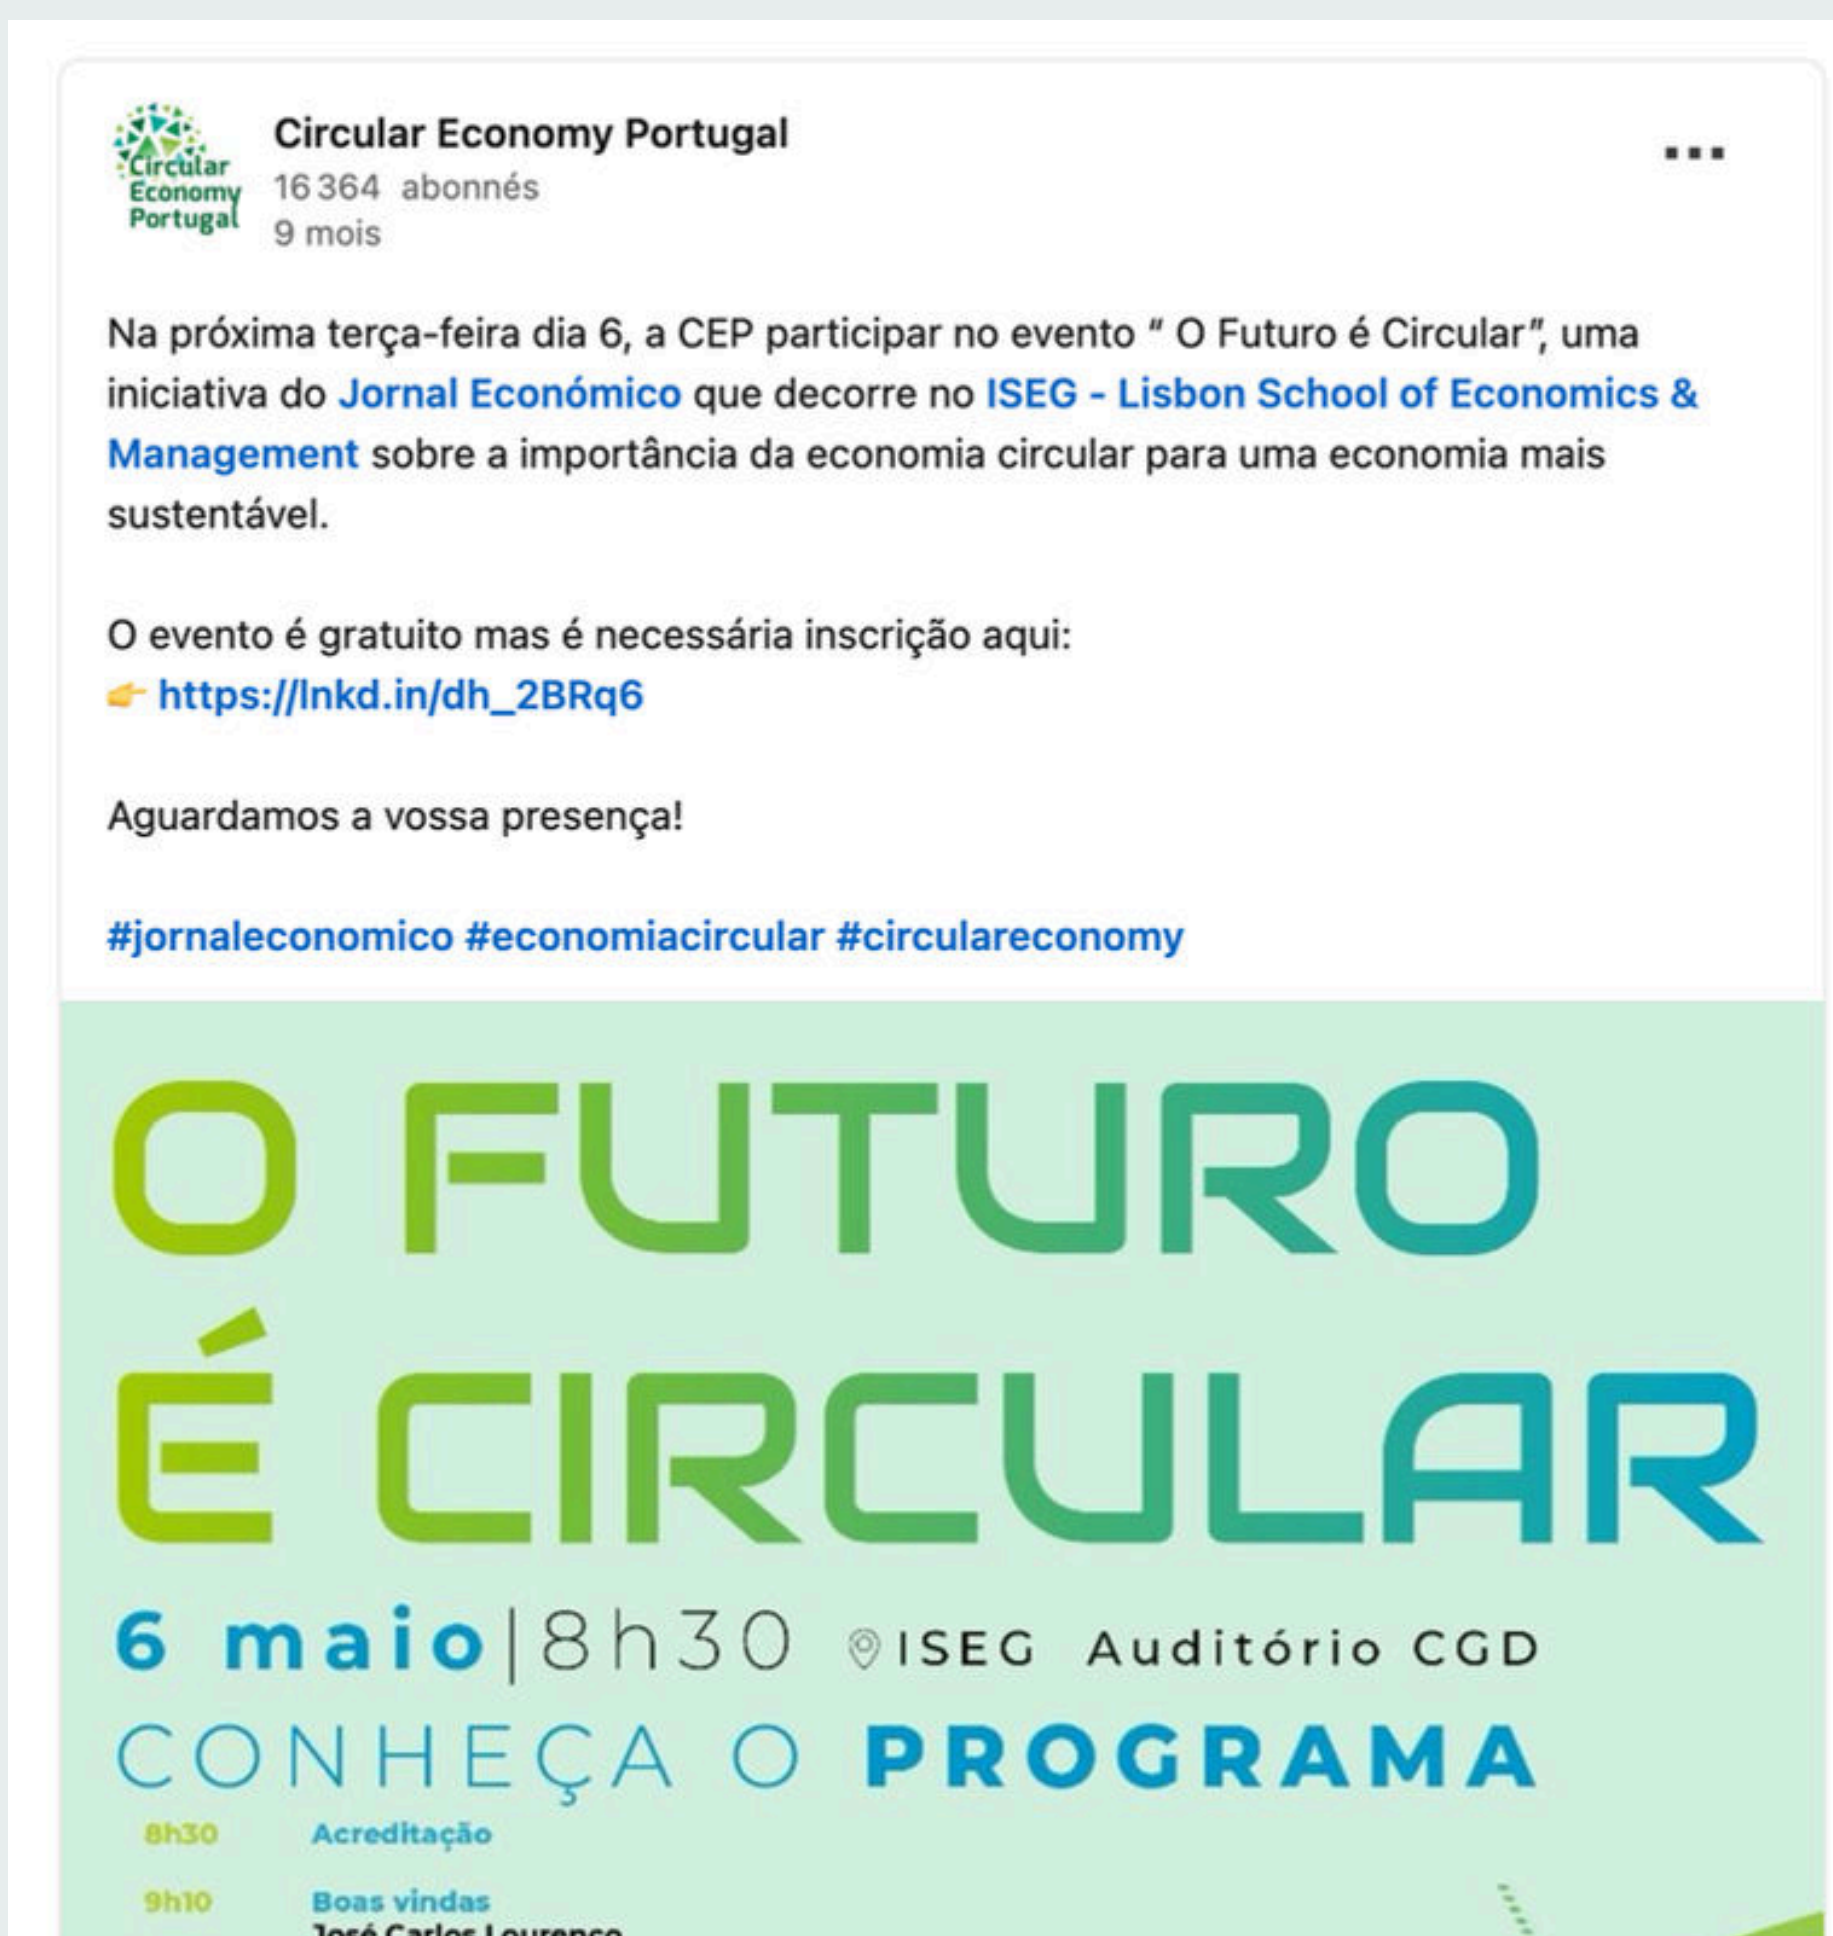 Circular
Economy
Portugal
Circular Economy Portugal
16 364 abonnés
9 mois
Na próxima terça-feira dia 6, a CEP participar no evento “ O Futuro é Circular”, uma
iniciativa do Jornal Económico que decorre no ISEG - Lisbon School of Economics &
Management sobre a importância da economia circular para uma economia mais
sustentável.
O evento é gratuito mas é necessária inscrição aqui:
👉 https://lnkd.in/dh_2BRq6
Aguardamos a vossa presença!
#jornaleconomico #economiacircular #circulareconomy
O FUTURO
É CIRCULAR
6 maio|8h30 ISEG Auditório CGD
CONHEÇA O PROGRAMA
8h30 Acreditação
9h10 Boas vindas
José Carlos Lourenço